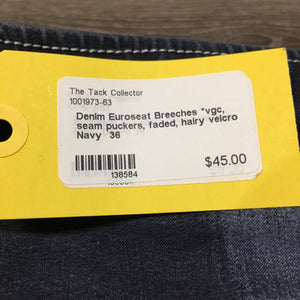 The Tack Collector
1001973-63
Denim Euroseat Breeches *vgc,
seam puckers, faded, hairy velcro
Navy 36
$45.00
138584